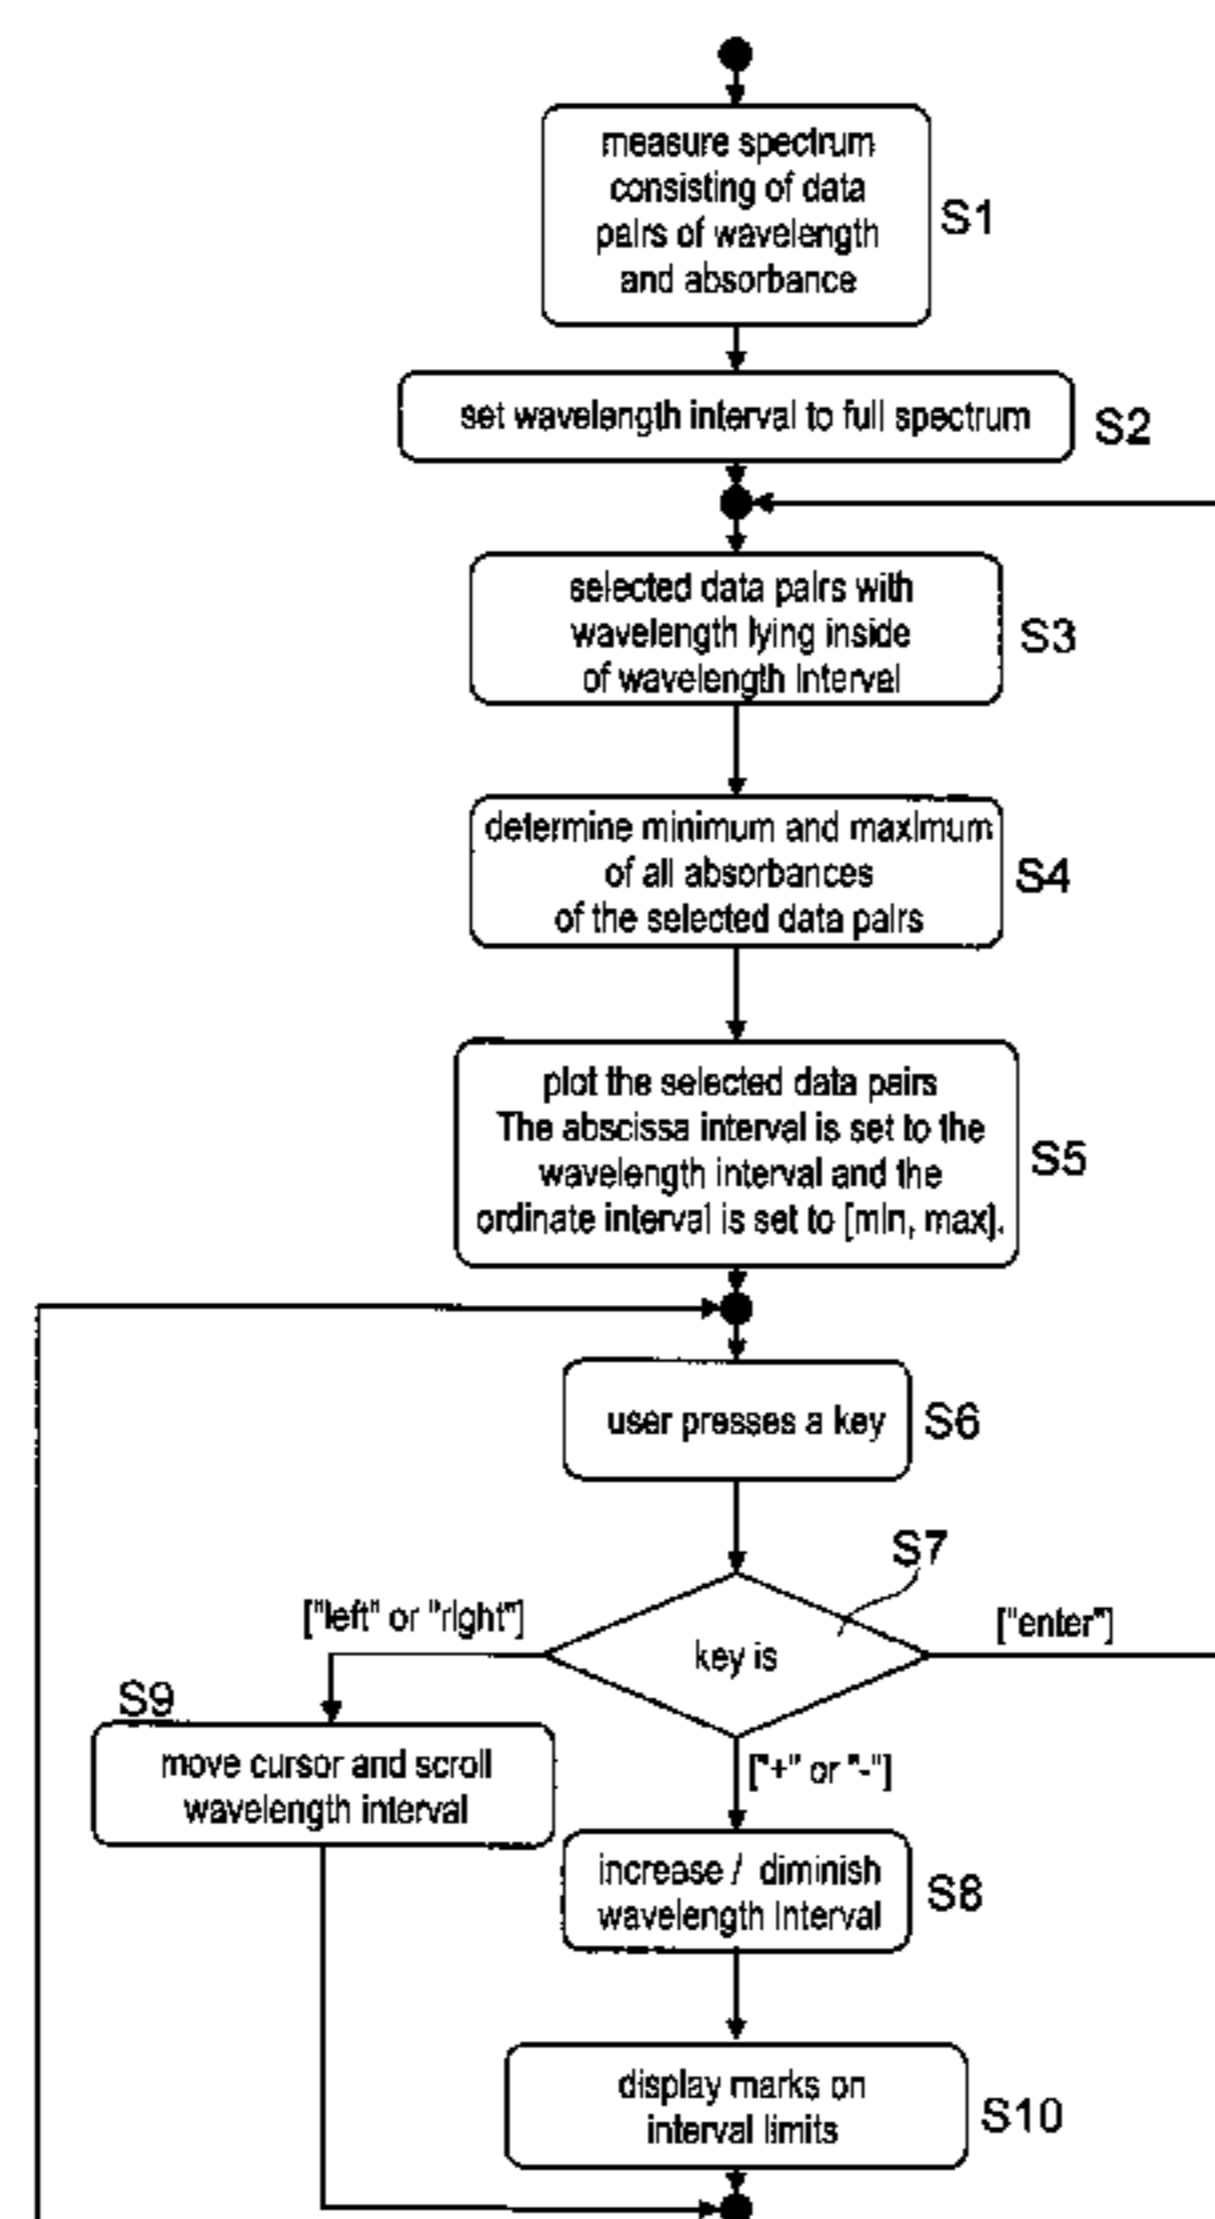 measure spectrum
consisting of data
pairs of wavelength
and absorbance
S1
set wavelength interval to full spectrum
S2
selected data pairs with
wavelength lying inside
of wavelength interval
S3
determine minimum and maximum
of all absorbances
of the selected data pairs
S4
plot the selected data pairs
The abscissa interval is set to the
wavelength interval and the
ordinate interval is set to [min, max].
S5
user presses a key
S6
S7
["left" or "right"]
key is
["enter"]
S9
move cursor and scroll
wavelength interval
["+" or "-"]
increase / diminish
wavelength interval
S8
display marks on
interval limits
S10